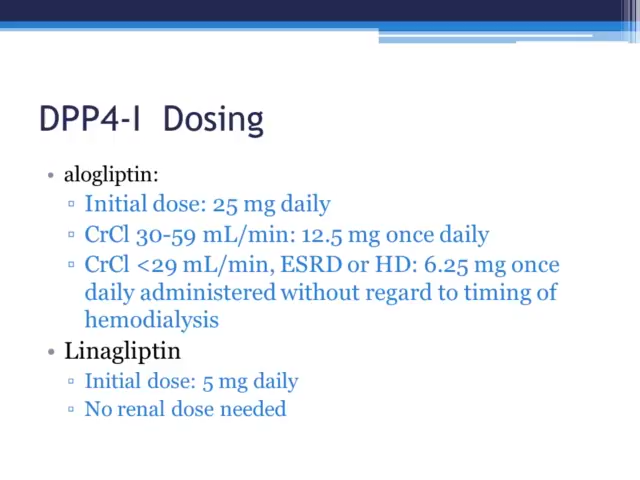 DPP4-I Dosing
• alogliptin:
▫ Initial dose: 25 mg daily
▫ CrCl 30-59 mL/min: 12.5 mg once daily
▫ CrCl <29 mL/min, ESRD or HD: 6.25 mg once
daily administered without regard to timing of
hemodialysis
• Linagliptin
▫ Initial dose: 5 mg daily
▫ No renal dose needed